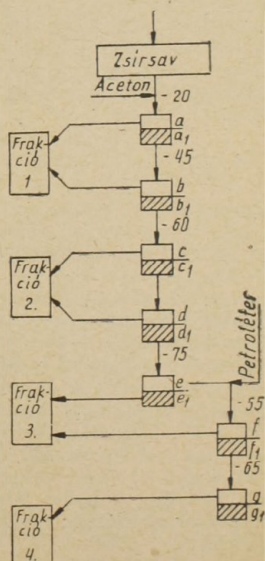 Zsírsav
Aceton
- 20
a
a1
Frak-
ció
1
- 45
b
b1
- 60
c
c1
Frak-
ció
2.
d
d1
- 75
Petroléter
e
e1
Frak-
ció
3.
- 55
f
f1
- 65
g
g1
Frak-
ció
4.